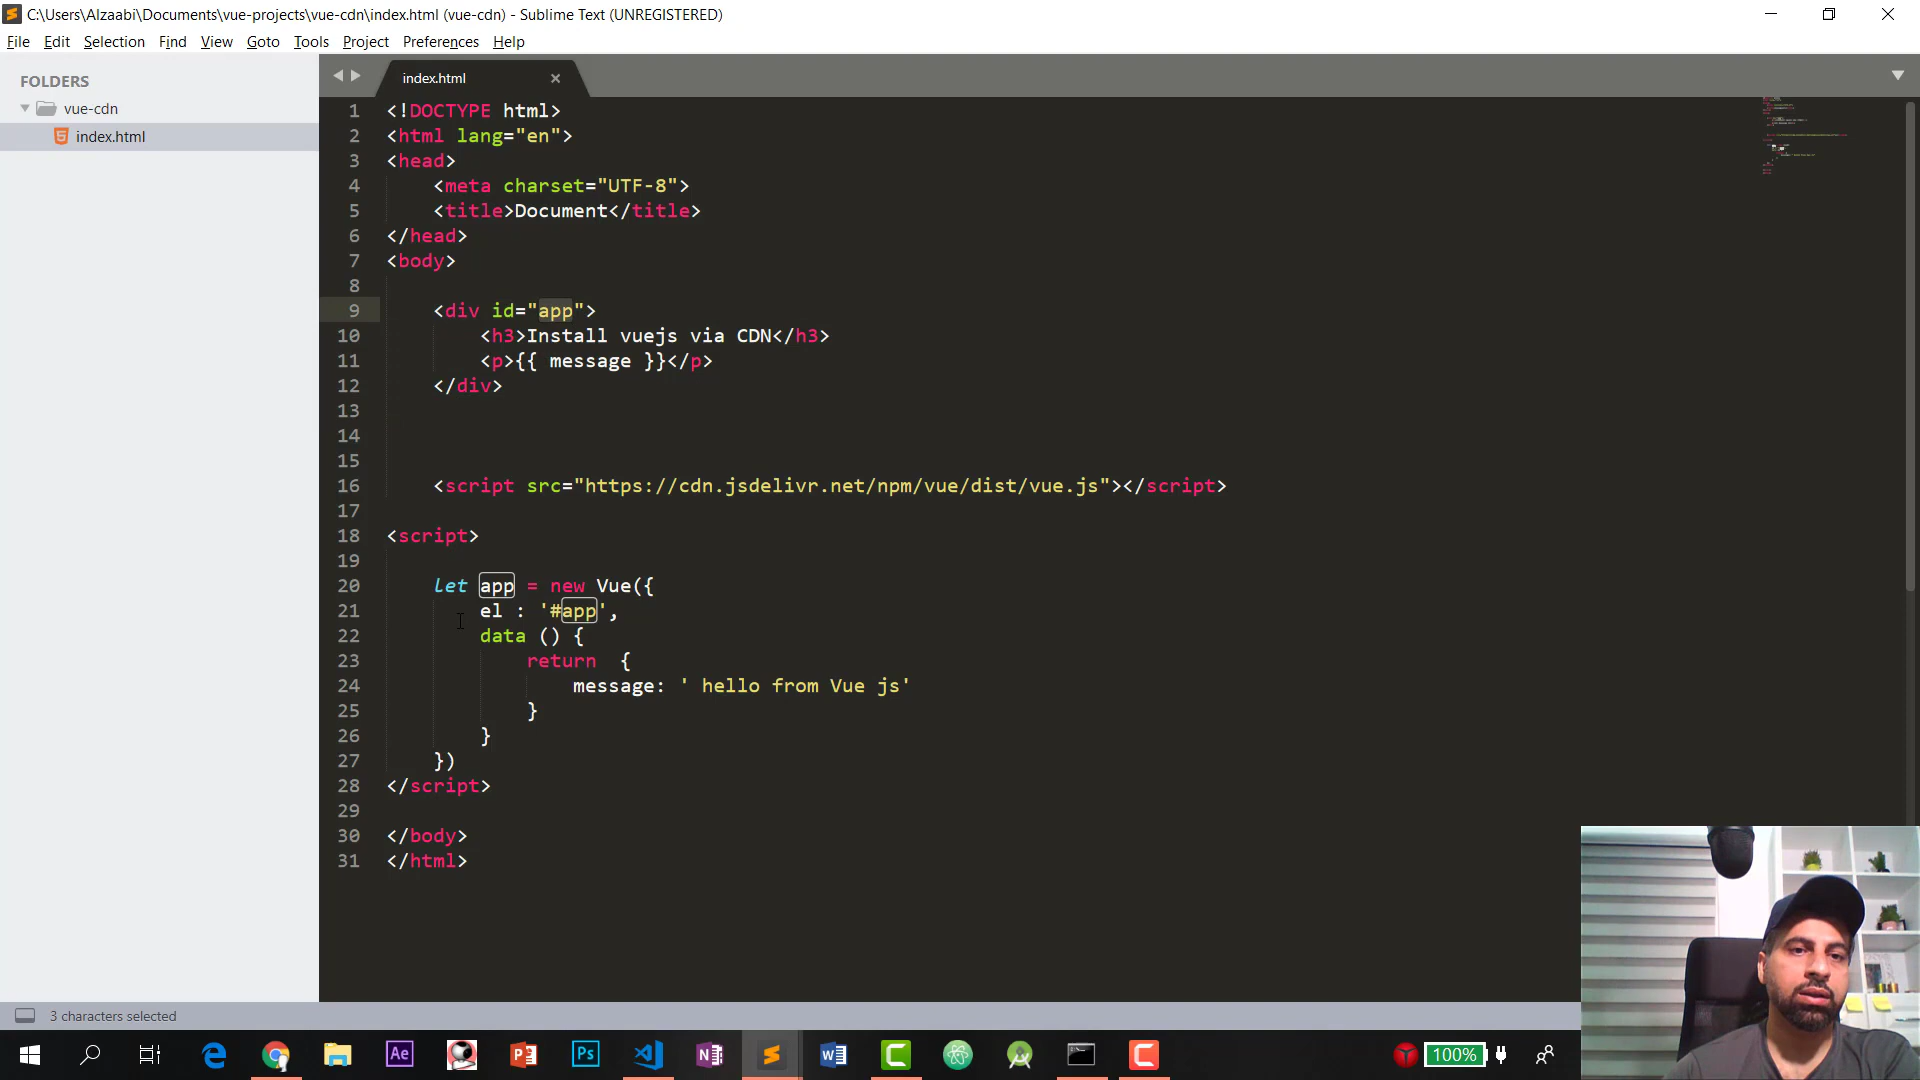 C:\Users\Alzaabi\Documents\vue-projects\vue-cdn\index.html (vue-cdn) - Sublime Text (UNREGISTERED)
File Edit Selection Find View Goto Tools Project Preferences Help
FOLDERS
vue-cdn
index.html
index.html
1 <!DOCTYPE html>
2 <html lang="en">
3 <head>
4 <meta charset="UTF-8">
5 <title>Document</title>
6 </head>
7 <body>
8
9 <div id="app">
10 <h3>Install vuejs via CDN</h3>
11 <p>{{ message }}</p>
12 </div>
13
14
15
16 <script src="https://cdn.jsdelivr.net/npm/vue/dist/vue.js"></script>
17
18 <script>
19
20 let app = new Vue({
21 el : '#app',
22 data () {
23 return  {
24 message: ' hello from Vue js'
25 }
26 }
27 })
28 </script>
29
30 </body>
31 </html>
3 characters selected
Ae
Ps
100%